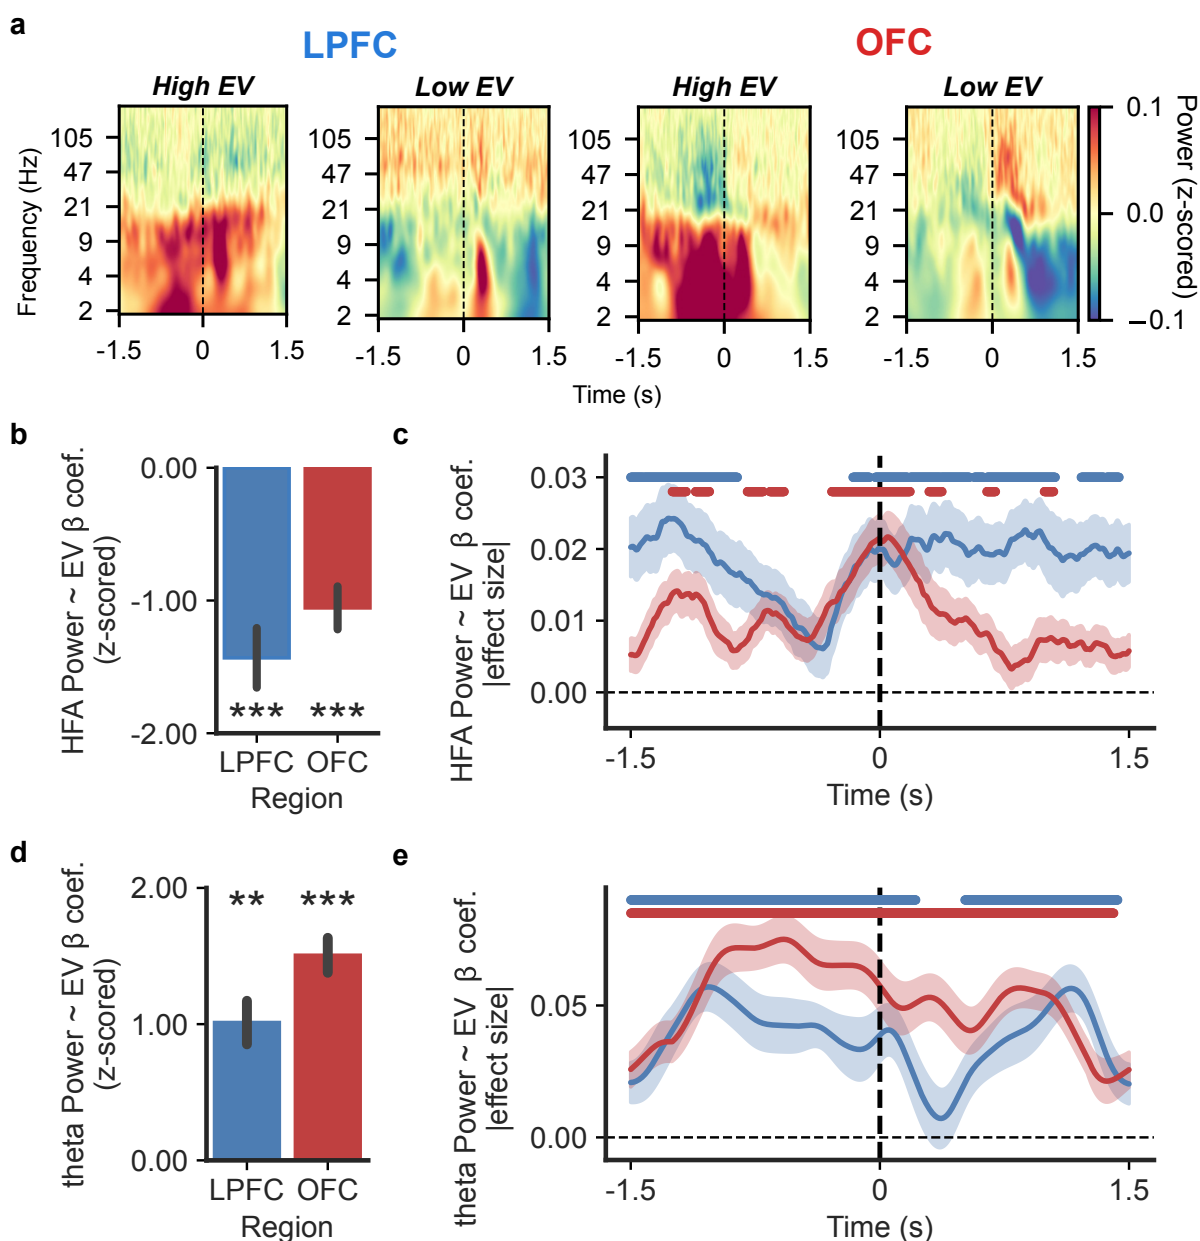 a
LPFC
OFC
High EV
Low EV
High EV
Low EV
Frequency (Hz)
105
47
21
9
4
2
105
47
21
9
4
2
105
47
21
9
4
2
105
47
21
9
4
2
0.1
0.0
−0.1
Power (z-scored)
-1.5 0 1.5
-1.5 0 1.5
-1.5 0 1.5
-1.5 0 1.5
Time (s)
b
HFA Power ~ EV β coef.
(z-scored)
0.00
-1.00
-2.00
*** ***
LPFC OFC
Region
c
HFA Power ~ EV β coef.
|effect size|
0.03
0.02
0.01
0.00
-1.5 0 1.5
Time (s)
d
theta Power ~ EV β coef.
(z-scored)
2.00
1.00
0.00
** ***
LPFC OFC
Region
e
theta Power ~ EV β coef.
|effect size|
0.05
0.00
-1.5 0 1.5
Time (s)